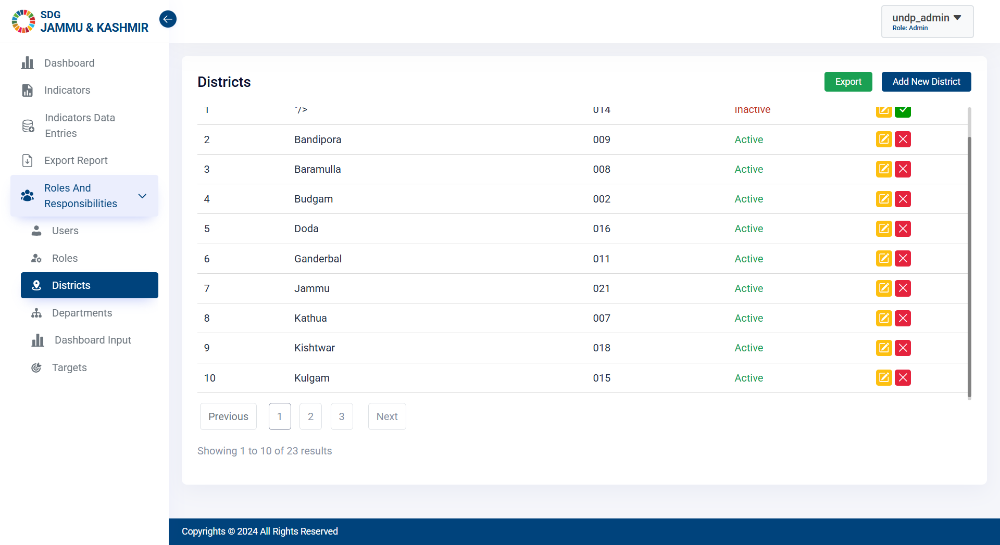 SDG
JAMMU & KASHMIR
undp_admin
Role: Admin
Dashboard
Indicators
Indicators Data
Entries
Export Report
Roles And
Responsibilities
Users
Roles
Districts
Departments
Dashboard Input
Targets
Districts
Export
Add New District
1 "/> 014 Inactive
2 Bandipora 009 Active
3 Baramulla 008 Active
4 Budgam 002 Active
5 Doda 016 Active
6 Ganderbal 011 Active
7 Jammu 021 Active
8 Kathua 007 Active
9 Kishtwar 018 Active
10 Kulgam 015 Active
Previous 1 2 3 Next
Showing 1 to 10 of 23 results
Copyrights © 2024 All Rights Reserved